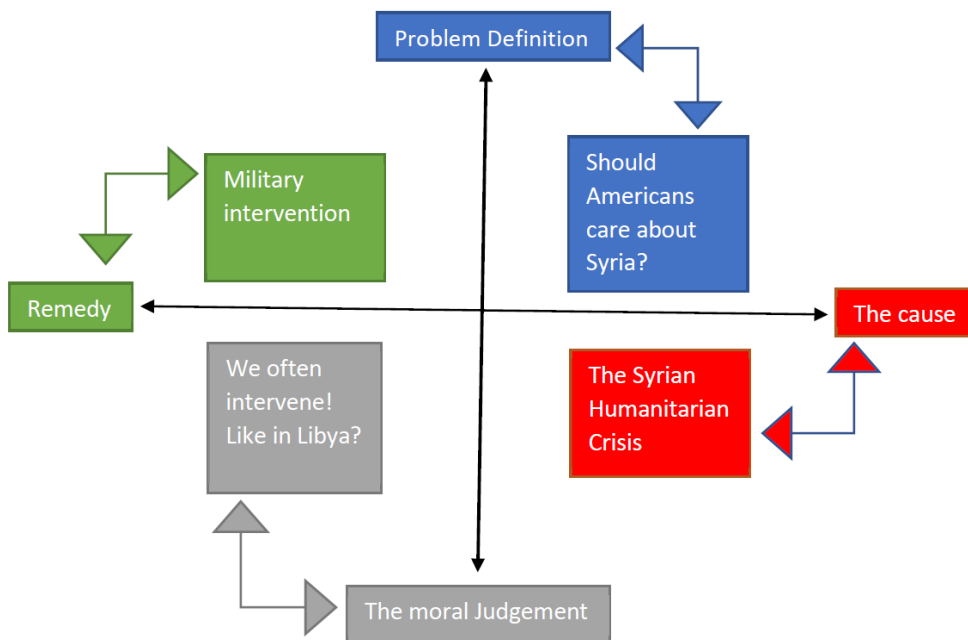 Problem Definition
Should
Americans
care about
Syria?
Military
intervention
Remedy
The cause
We often
intervene!
Like in Libya?
The Syrian
Humanitarian
Crisis
The moral Judgement